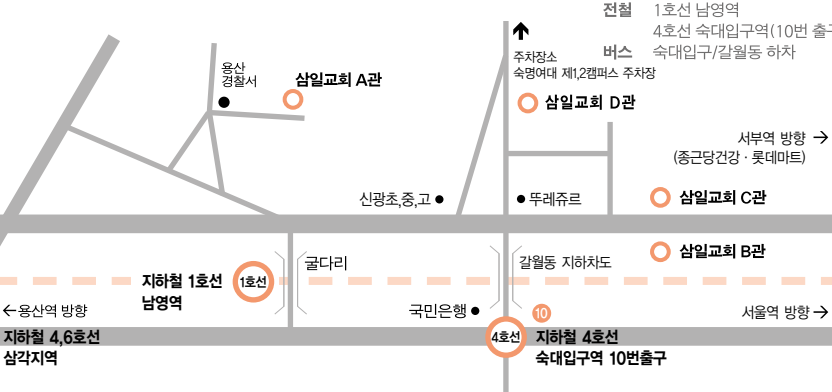 전철 1호선 남영역
4호선 숙대입구역(10번 출구
버스 숙대입구/갈월동 하차
주차장소
숙명여대 제1,2캠퍼스 주차장
용산
경찰서
삼일교회 A관
삼일교회 D관
서부역 방향
(종근당건강 · 롯데마트)
신광초,중,고
뚜레쥬르
삼일교회 C관
삼일교회 B관
굴다리
갈월동 지하차도
지하철 1호선
남영역
1호선
용산역 방향
국민은행
10
서울역 방향
지하철 4,6호선
삼각지역
4호선
지하철 4호선
숙대입구역 10번출구